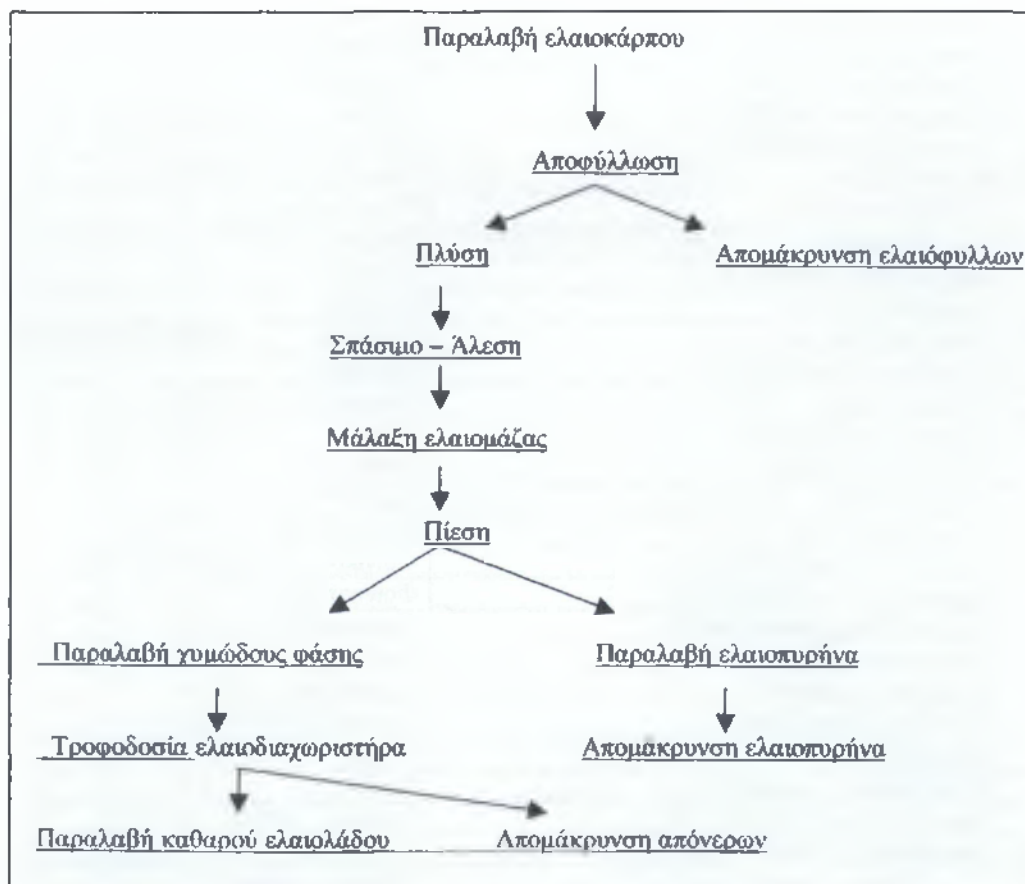 Παραλαβή ελαιοκάρπου
Αποφύλλωση
Πλύση Απομάκρυνση ελαιόφυλλων
Σπάσιμο – Άλεση
Μάλαξη ελαιομάζας
Πίεση
Παραλαβή χυμώδους φάσης Παραλαβή ελαιοπυρήνα
Τροφοδοσία ελαιοδιαχωριστήρα Απομάκρυνση ελαιοπυρήνα
Παραλαβή καθαρού ελαιολάδου Απομάκρυνση απόνερων